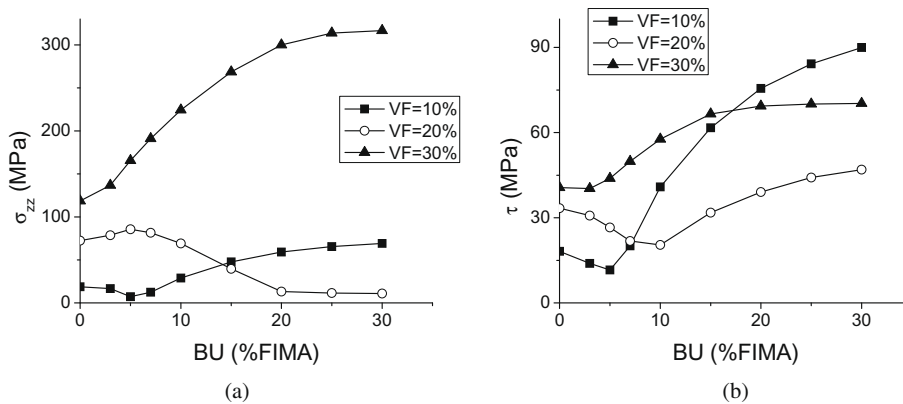 300
200
100
0
σzz (MPa)
VF=10%
VF=20%
VF=30%
0 10 20 30
BU (%FIMA)
(a)
90
60
30
0
τ (MPa)
VF=10%
VF=20%
VF=30%
0 10 20 30
BU (%FIMA)
(b)